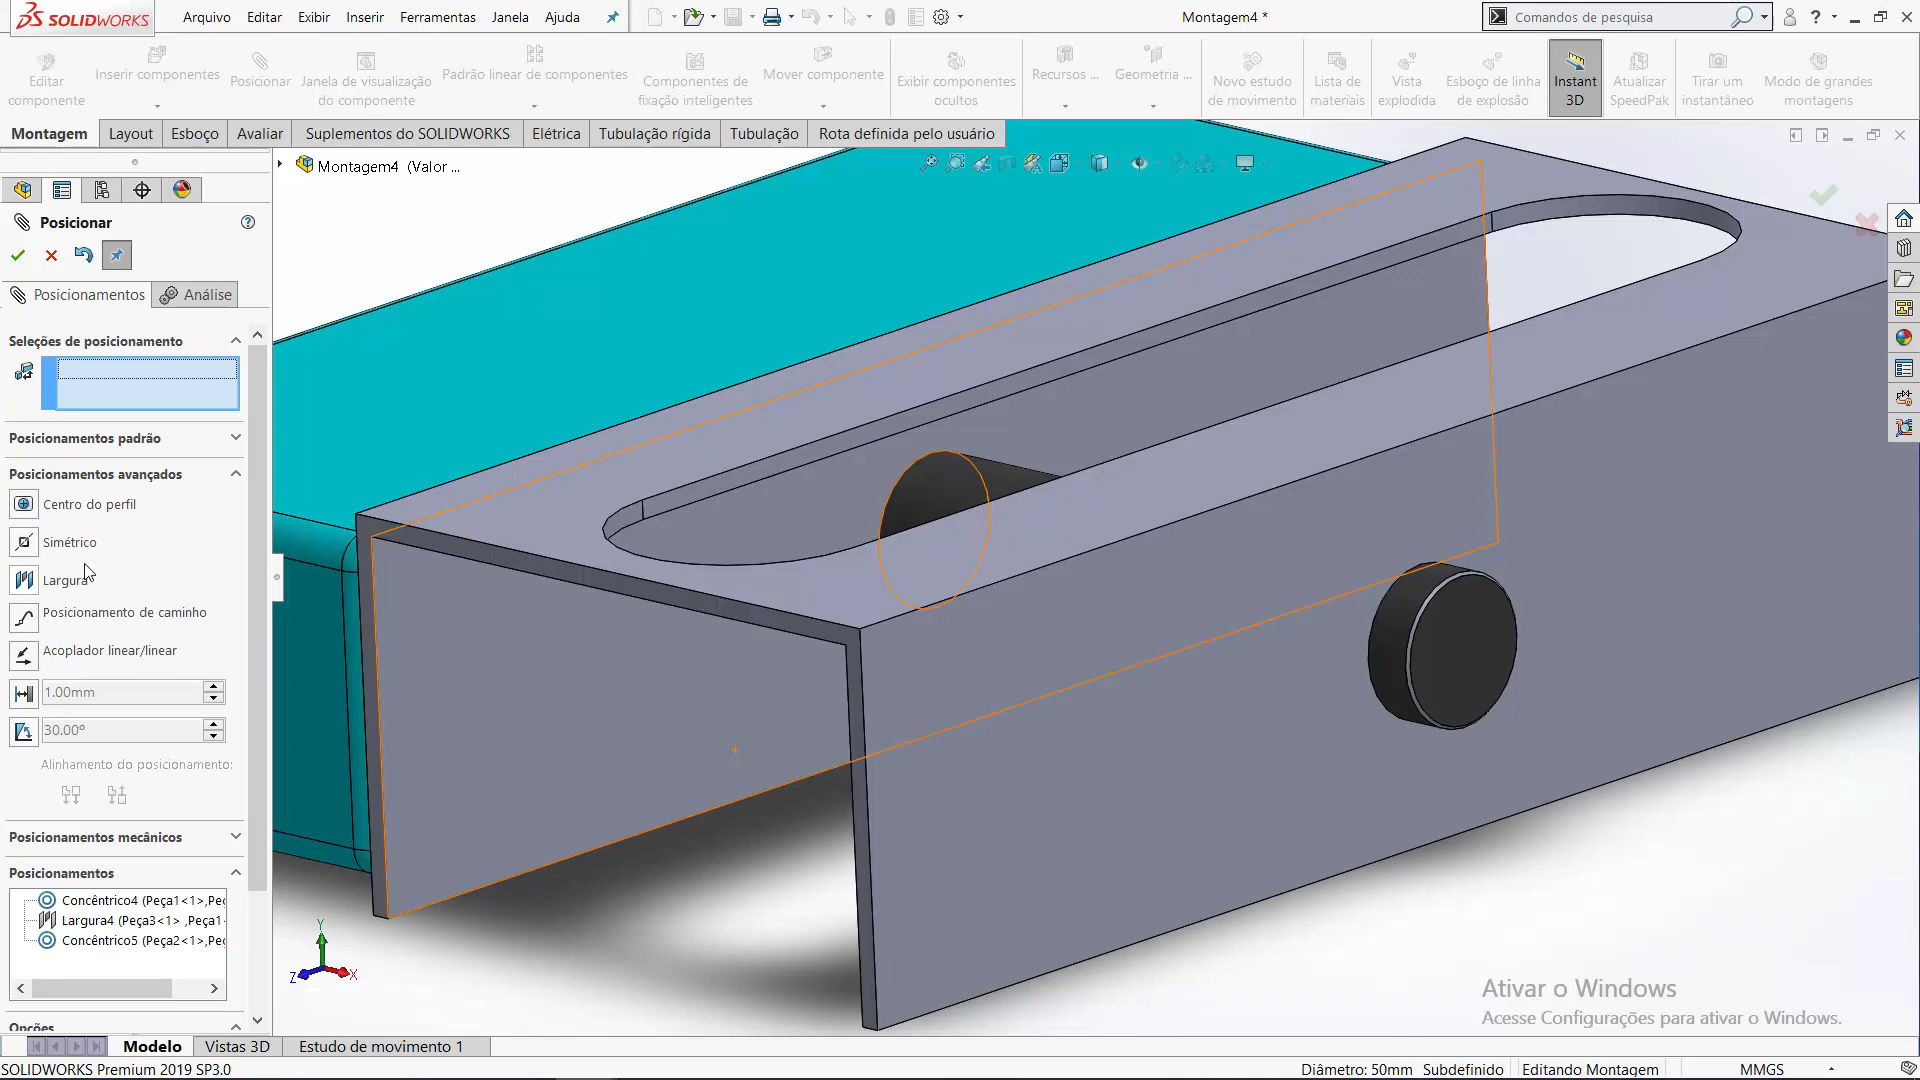 SOLIDWORKS
Arquivo Editar Exibir Inserir Ferramentas Janela Ajuda
Montagem4 *
Comandos de pesquisa
Editar componente
Inserir componentes
Posicionar
Janela de visualização do componente
Padrão linear de componentes
Componentes de fixação inteligentes
Mover componente
Exibir componentes ocultos
Recursos ...
Geometria ...
Novo estudo de movimento
Lista de materiais
Vista explodida
Esboço de linha de explosão
Instant 3D
Atualizar SpeedPak
Tirar um instantâneo
Modo de grandes montagens
Montagem Layout Esboço Avaliar Suplementos do SOLIDWORKS Elétrica Tubulação rígida Tubulação Rota definida pelo usuário
Montagem4 (Valor ...
Posicionar
Posicionamentos Análise
Seleções de posicionamento
Posicionamentos padrão
Posicionamentos avançados
Centro do perfil
Simétrico
Largura
Posicionamento de caminho
Acoplador linear/linear
1.00mm
30.00°
Alinhamento do posicionamento:
Posicionamentos mecânicos
Posicionamentos
Concêntrico4 (Peça1<1>,Peç
Largura4 (Peça3<1> ,Peça1
Concêntrico5 (Peça2<1>,Peç
Opções
Y
Z
X
Ativar o Windows
Acesse Configurações para ativar o Windows.
Modelo Vistas 3D Estudo de movimento 1
SOLIDWORKS Premium 2019 SP3.0
Diâmetro: 50mm Subdefinido Editando Montagem MMGS